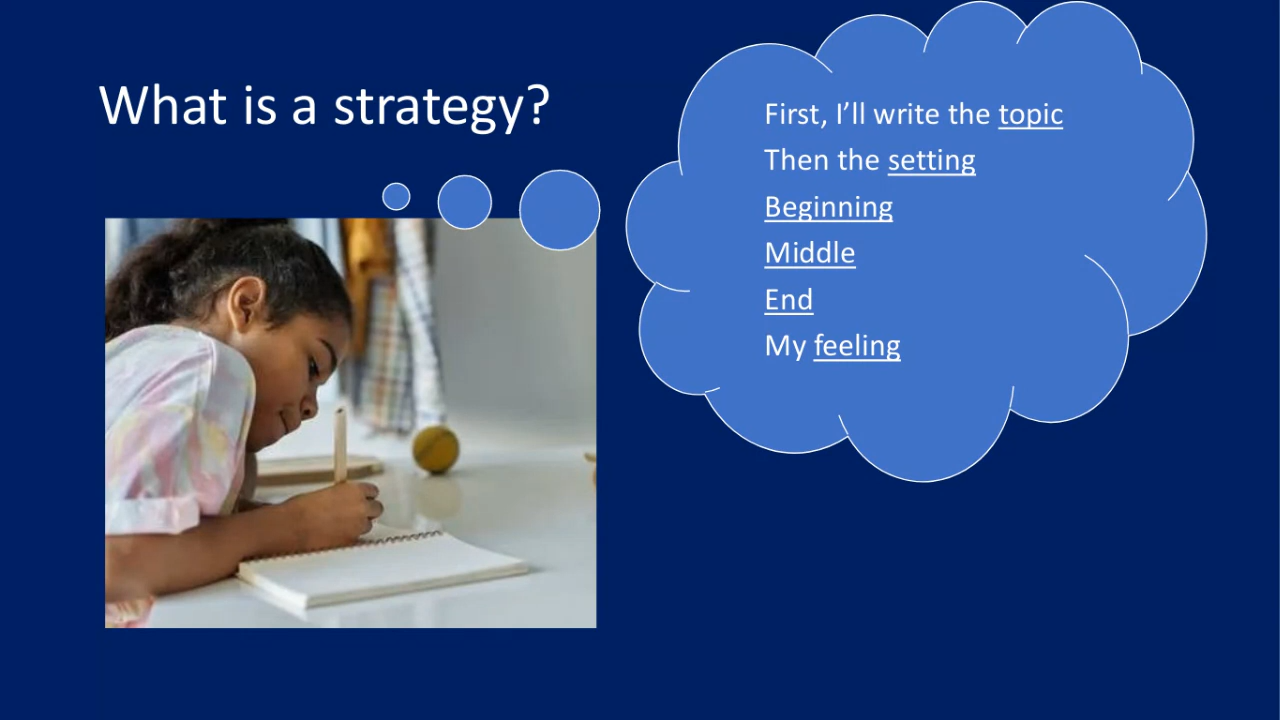 What is a strategy?
First, I’ll write the topic
Then the setting
Beginning
Middle
End
My feeling